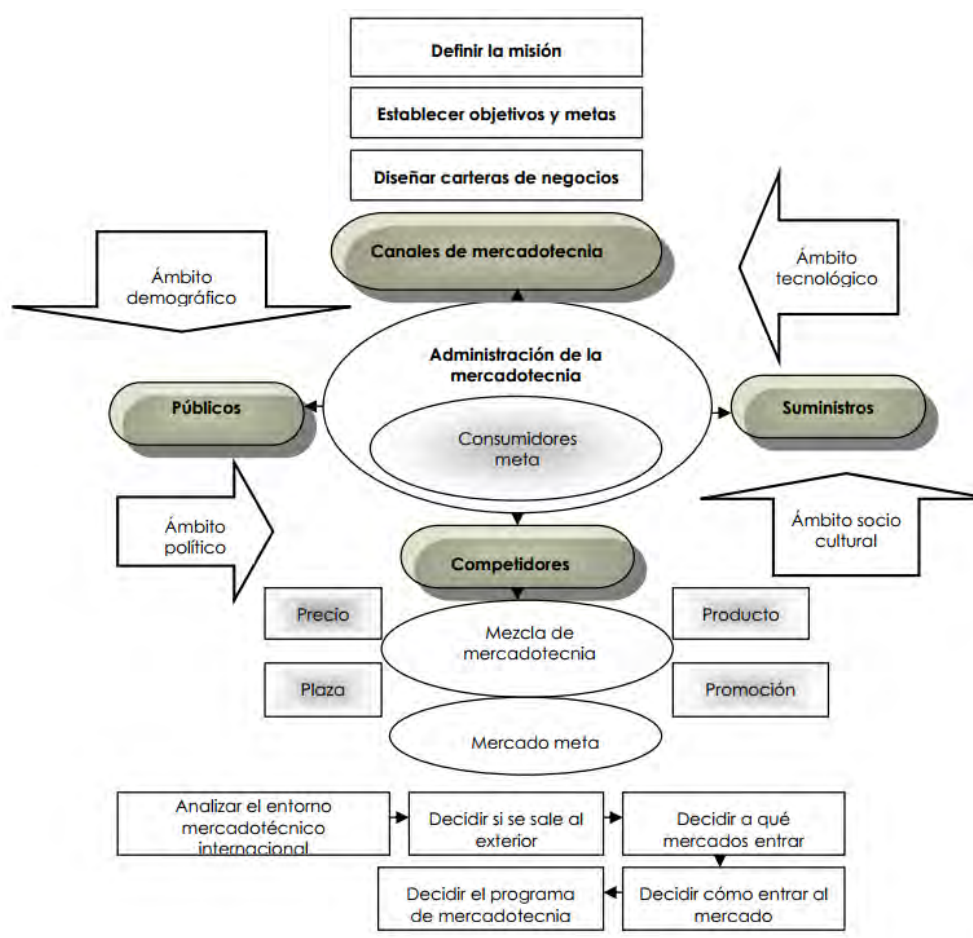 Definir la misión
Establecer objetivos y metas
Diseñar carteras de negocios
Canales de mercadotecnia
Ámbito
demográfico
Ámbito
tecnológico
Administración de la
mercadotecnia
Públicos
Suministros
Consumidores
meta
Ámbito
político
Ámbito socio
cultural
Competidores
Precio
Producto
Mezcla de
mercadotecnia
Plaza
Promoción
Mercado meta
Analizar el entorno
mercadotécnico
internacional
Decidir si se sale al
exterior
Decidir a qué
mercados entrar
Decidir el programa
de mercadotecnia
Decidir cómo entrar al
mercado